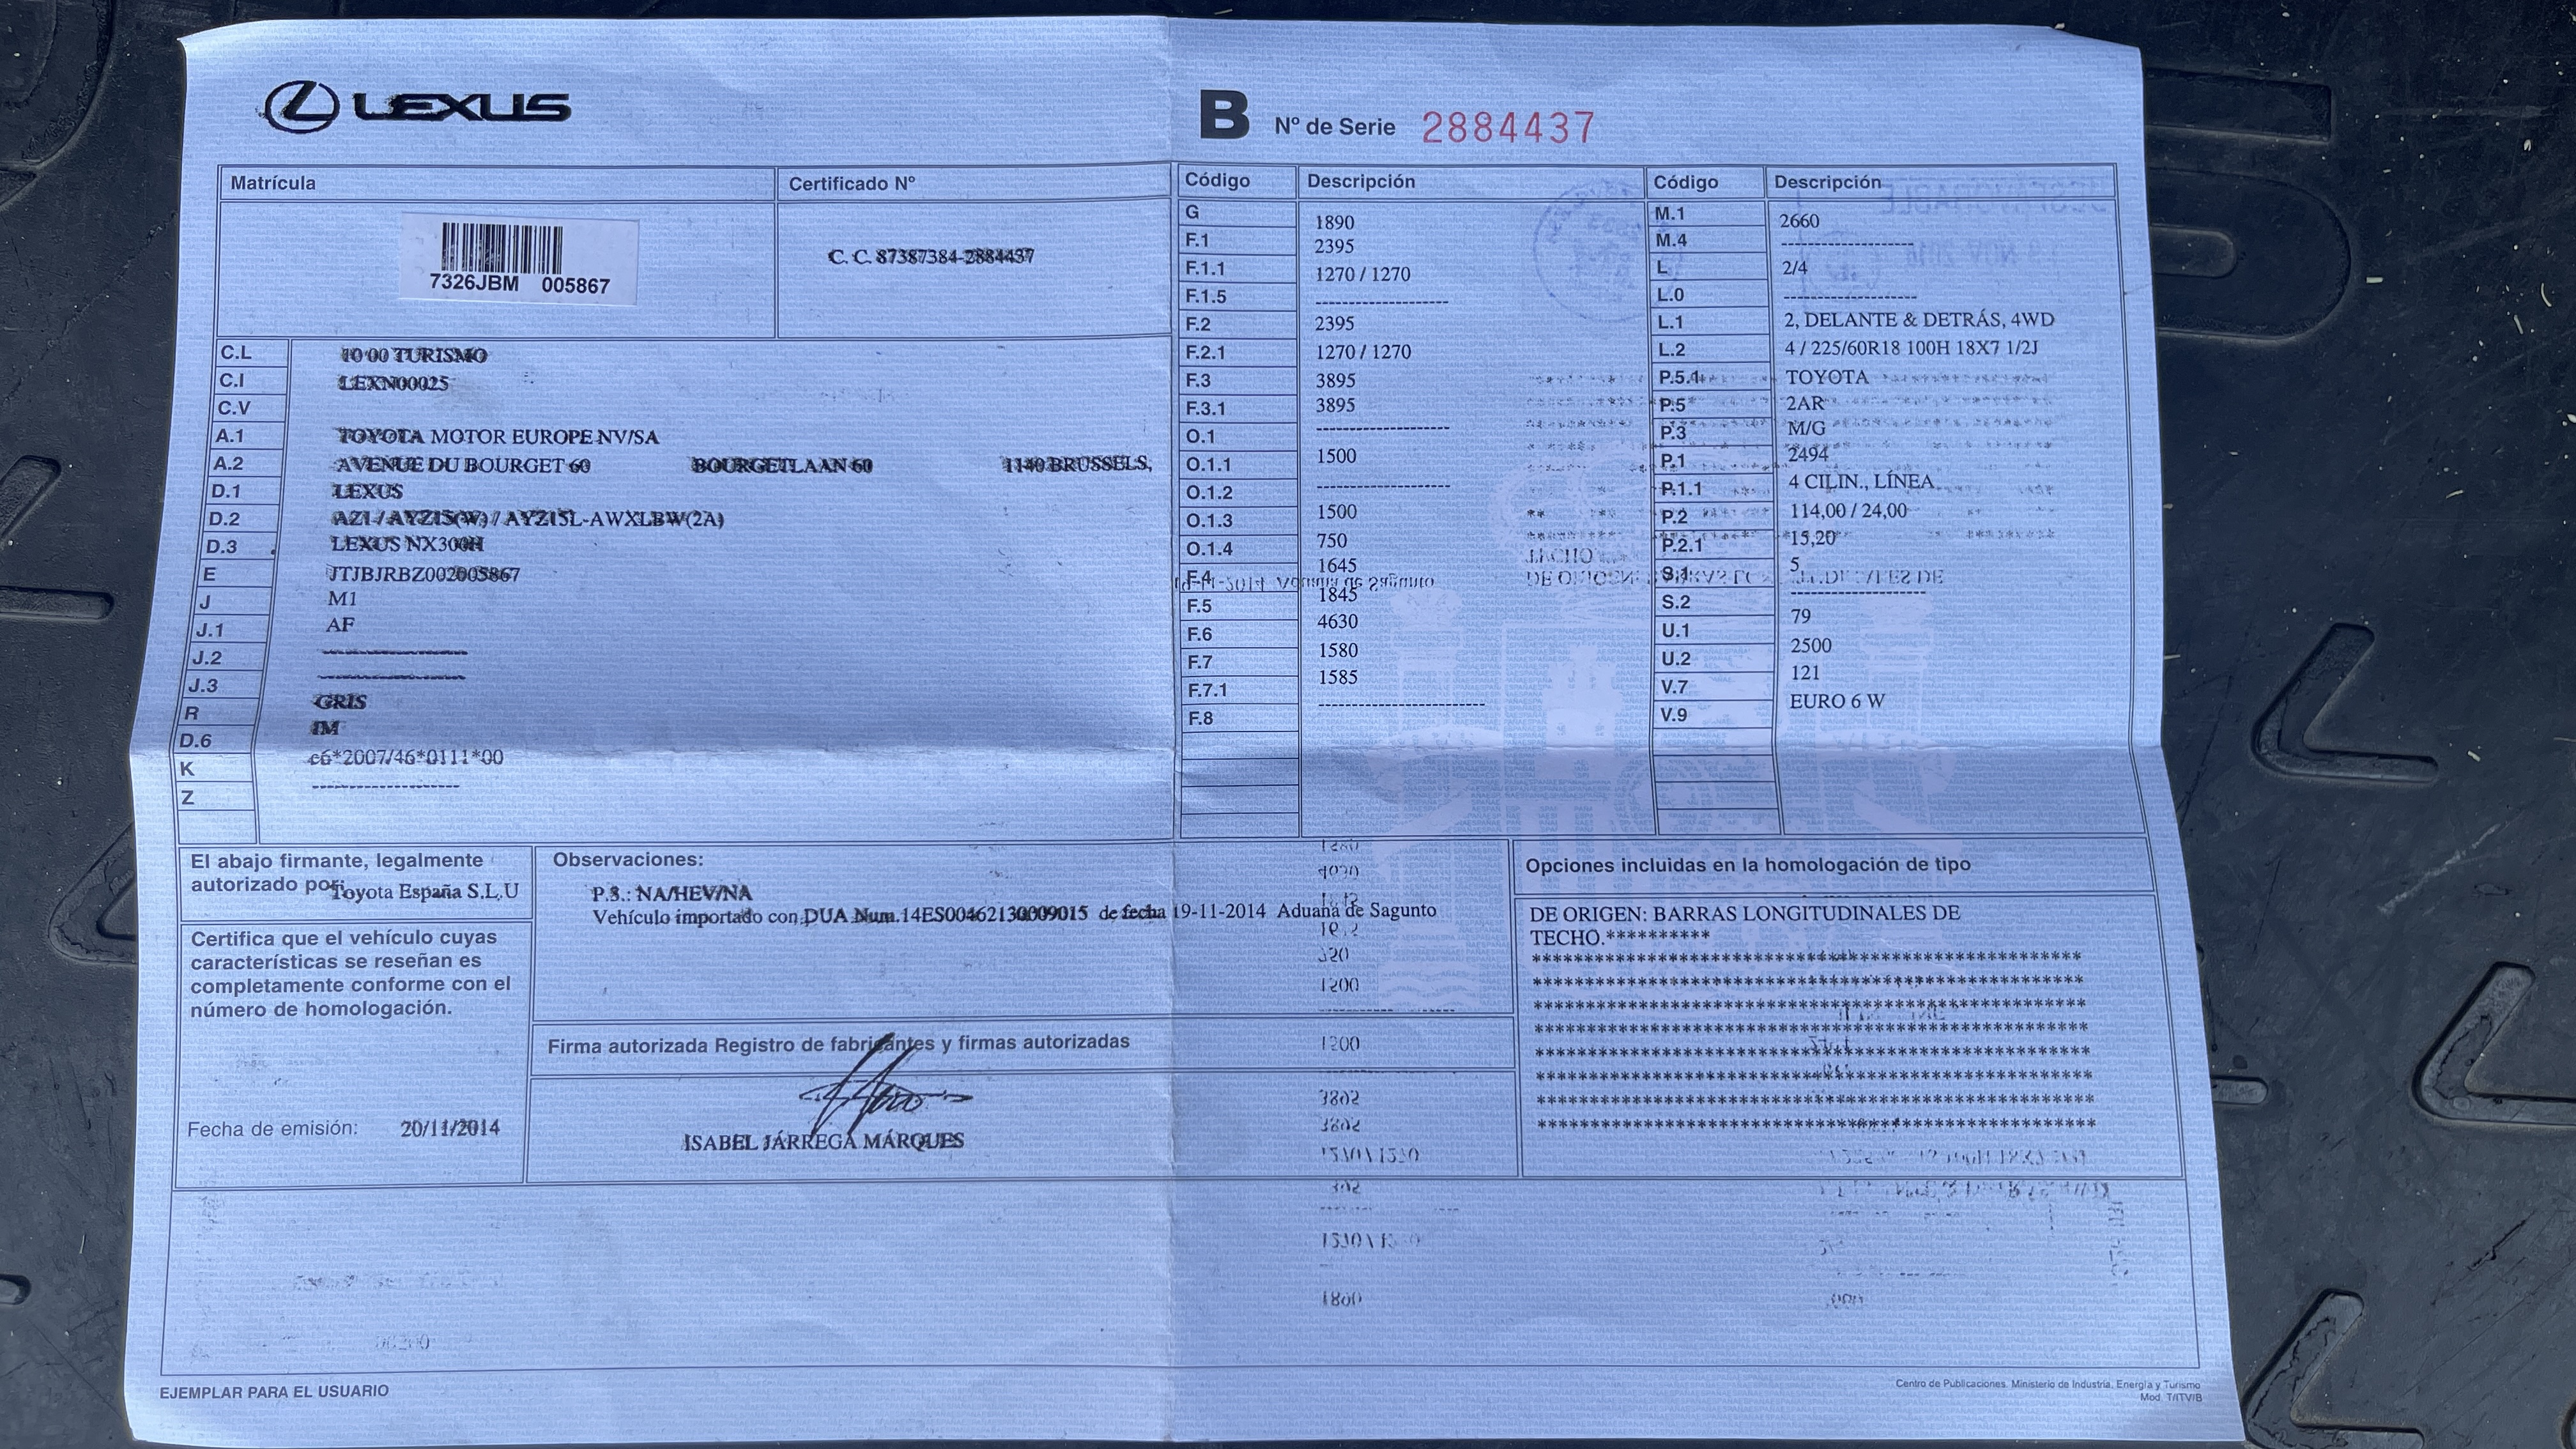 LEXUS
B Nº de Serie 2884437
Matrícula Certificado Nº
7326JBM 005867
C. C. 87387384-2884437
C.L 10 00 TURISMO
C.I LEXN00025
C.V
A.1 TOYOTA MOTOR EUROPE NV/SA
A.2 AVENUE DU BOURGET 60 BOURGETLAAN 60 1140 BRUSSELS,
D.1 LEXUS
D.2 AZ1 / AYZ15(W) / AYZ15L-AWXLBW(2A)
D.3 LEXUS NX300H
E JTJBJRBZ002005867
J M1
J.1 AF
J.2 --------------------
J.3 --------------------
R GRIS
D.6 IM
K e6*2007/46*0111*00
Z --------------------
Código Descripción
G 1890
F.1 2395
F.1.1 1270 / 1270
F.1.5 --------------------
F.2 2395
F.2.1 1270 / 1270
F.3 3895
F.3.1 3895
O.1 --------------------
O.1.1 1500
O.1.2 --------------------
O.1.3 1500
O.1.4 750
F.4 1645
F.5 1845
F.6 4630
F.7 1580
F.7.1 1585
F.8 --------------------
Código Descripción
M.1 2660
M.4 --------------------
L 2/4
L.0 --------------------
L.1 2, DELANTE & DETRÁS, 4WD
L.2 4 / 225/60R18 100H 18X7 1/2J
P.5.1 TOYOTA
P.5 2AR
P.3 M/G
P.1 2494
P.1.1 4 CILIN., LÍNEA
P.2 114,00 / 24,00
P.2.1 15,20
S.1 5
S.2 --------------------
U.1 79
U.2 2500
V.7 121
V.9 EURO 6 W
El abajo firmante, legalmente
autorizado por: Toyota España S.L.U
Certifica que el vehículo cuyas
características se reseñan es
completamente conforme con el
número de homologación.
Fecha de emisión: 20/11/2014
Observaciones:
P.3.: NA/HEV/NA
Vehículo importado con DUA Num.14ES00462130009015 de fecha 19-11-2014 Aduana de Sagunto
Firma autorizada Registro de fabricantes y firmas autorizadas
ISABEL JÁRREGA MÁRQUES
Opciones incluidas en la homologación de tipo
DE ORIGEN: BARRAS LONGITUDINALES DE
TECHO.**********
EJEMPLAR PARA EL USUARIO
Centro de Publicaciones. Ministerio de Industria, Energía y Turismo
Mod. T/ITV/B